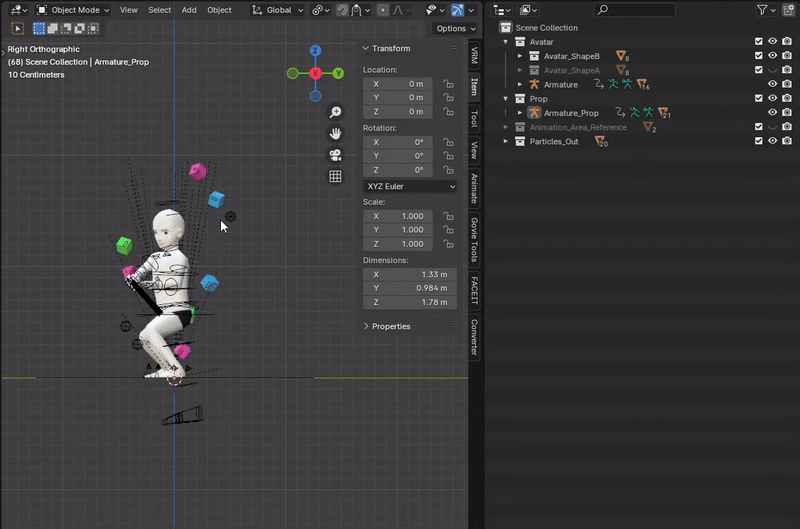 Object Mode View Select Add Object Global
Options
Right Orthographic
(68) Scene Collection | Armature_Prop
10 Centimeters
Z
X
Y
Transform
Location:
X 0 m
Y 0 m
Z 0 m
Rotation:
X 0°
Y 0°
Z 0°
XYZ Euler
Scale:
X 1.000
Y 1.000
Z 1.000
Dimensions:
X 1.33 m
Y 0.984 m
Z 1.78 m
Properties
VRM
Item
Tool
View
Animate
Govie Tools
FACEIT
Converter
Scene Collection
Avatar
Avatar_ShapeB 8
Avatar_ShapeA 8
Armature 16
Prop
Armature_Prop 21
Animation_Area_Reference 2
Particles_Out 20